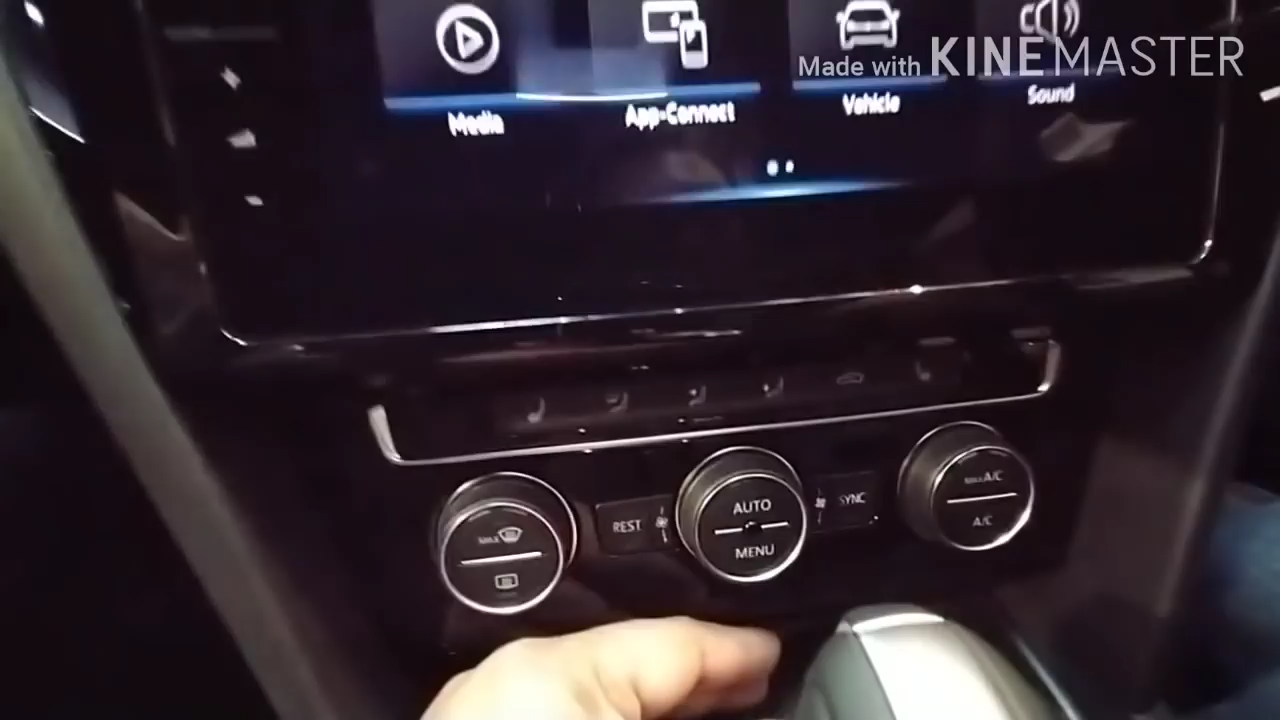 Made with KINEMASTER
Media
App-Connect
Vehicle
Sound
REST
AUTO
MENU
SYNC
MAX A/C
A/C
MAX